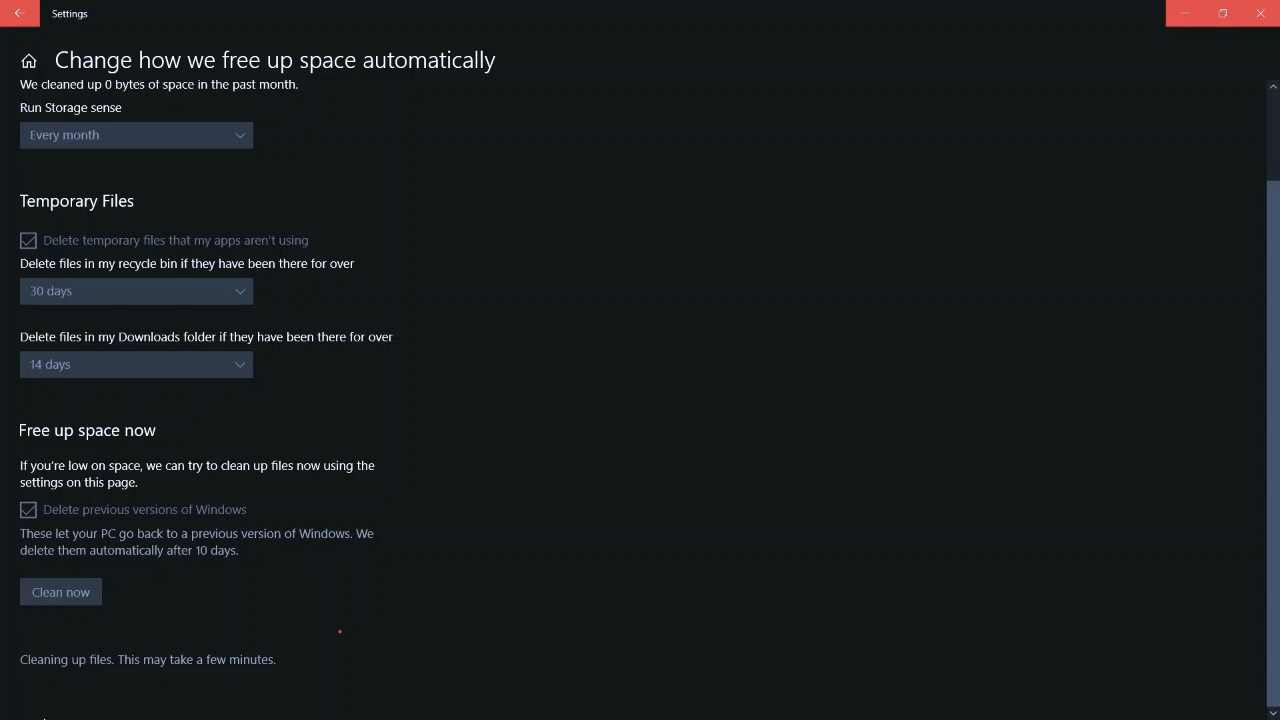 Settings
Change how we free up space automatically
We cleaned up 0 bytes of space in the past month.
Run Storage sense
Every month
Temporary Files
Delete temporary files that my apps aren't using
Delete files in my recycle bin if they have been there for over
30 days
Delete files in my Downloads folder if they have been there for over
14 days
Free up space now
If you're low on space, we can try to clean up files now using the
settings on this page.
Delete previous versions of Windows
These let your PC go back to a previous version of Windows. We
delete them automatically after 10 days.
Clean now
Cleaning up files. This may take a few minutes.